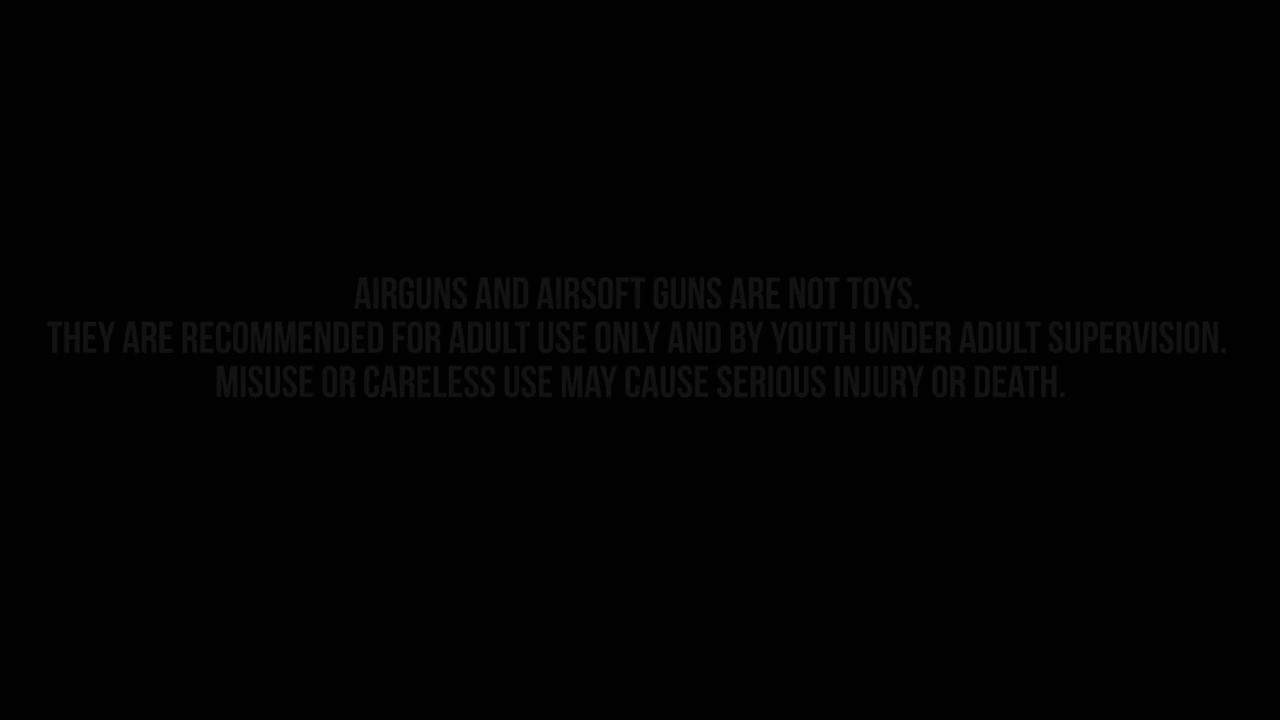 AIRGUNS AND AIRSOFT GUNS ARE NOT TOYS.
THEY ARE RECOMMENDED FOR ADULT USE ONLY AND BY YOUTH UNDER ADULT SUPERVISION.
MISUSE OR CARELESS USE MAY CAUSE SERIOUS INJURY OR DEATH.